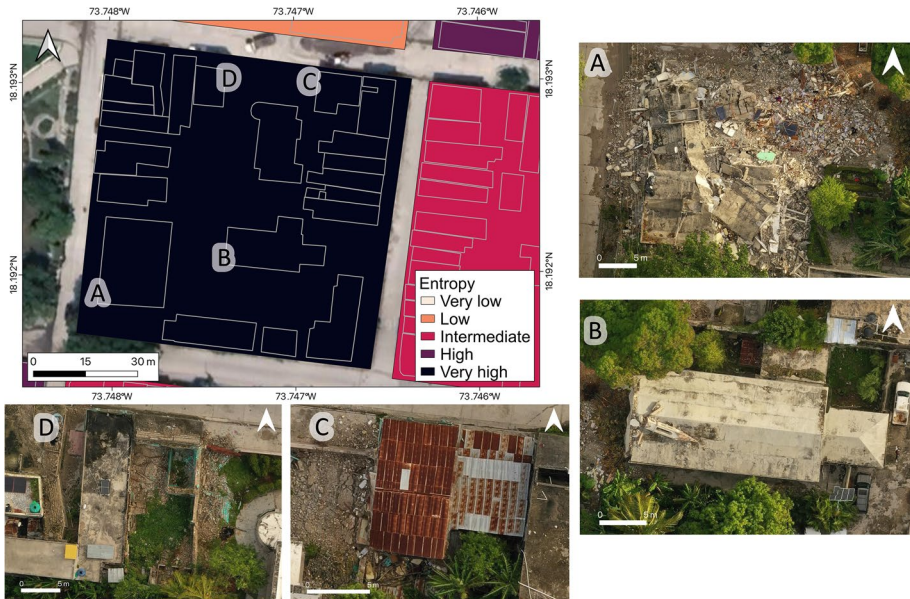 73.748°W
73.747°W
73.746°W
18.193°N
18.193°N
D
C
B
A
18.192°N
18.192°N
Entropy
Very low
Low
Intermediate
High
Very high
0 15 30 m
73.748°W
73.747°W
73.746°W
A
0 5 m
B
0 5 m
D
0 5 m
C
0 5 m